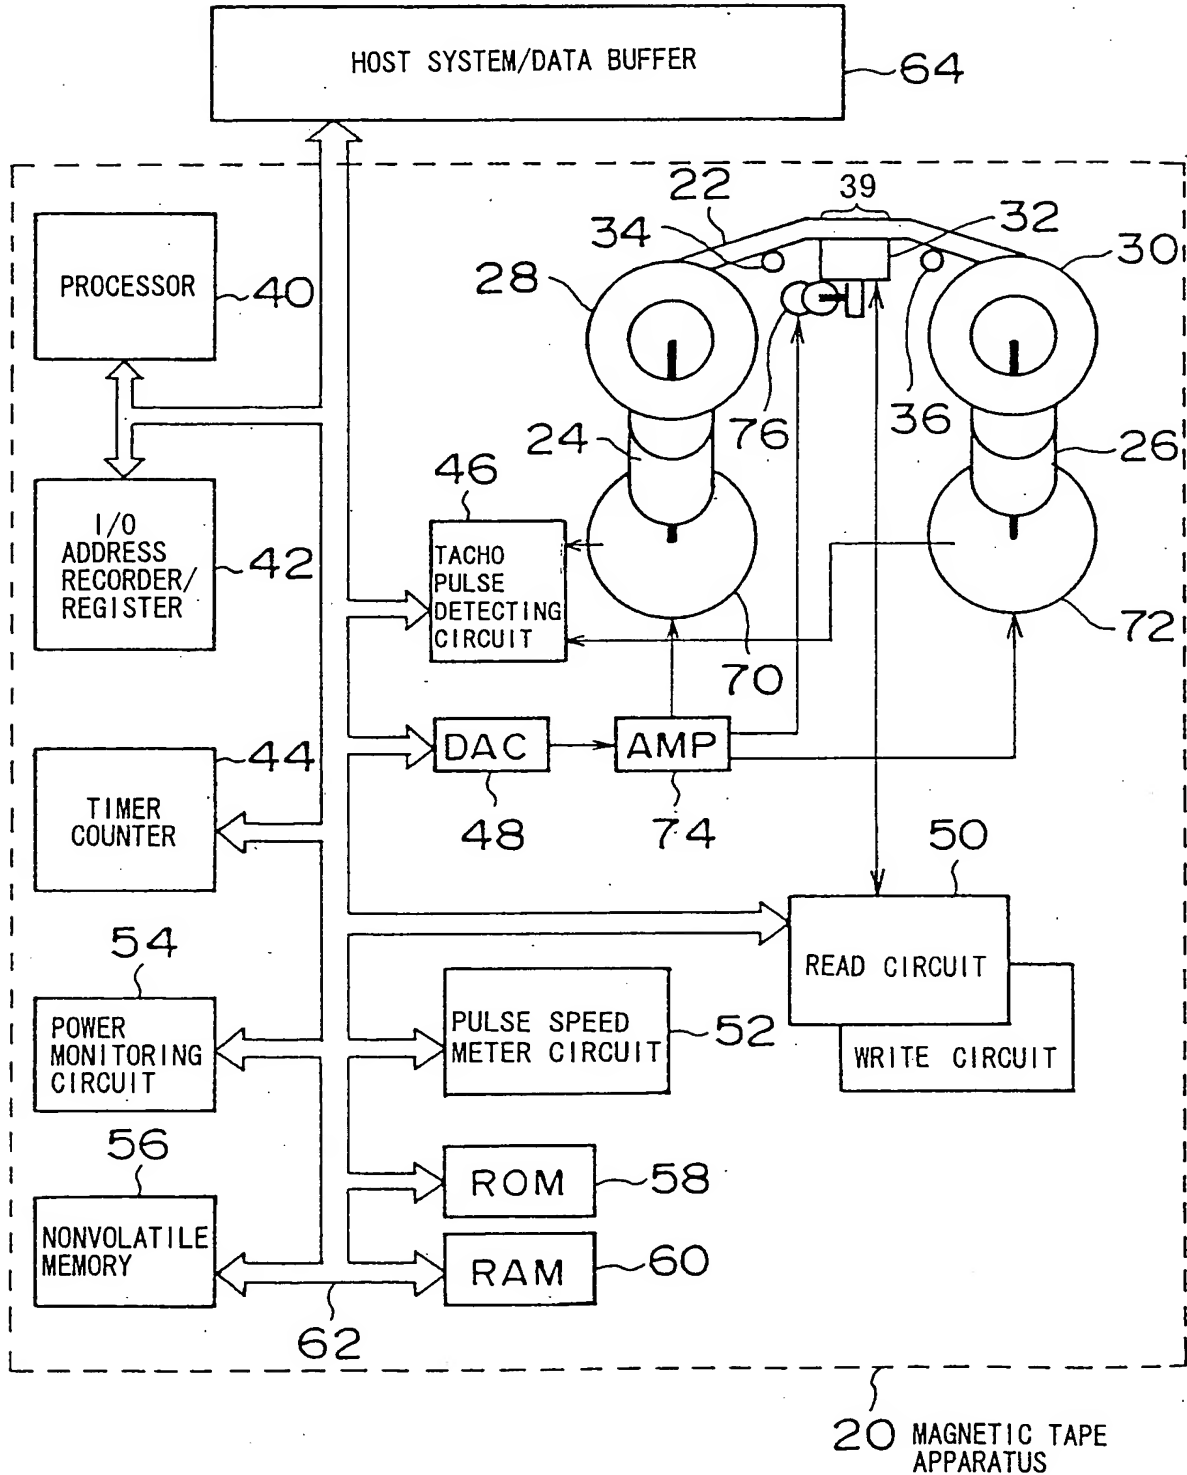 HOST SYSTEM/DATA BUFFER
64
22
39
34
32
30
28
PROCESSOR
40
76
36
24
26
46
I/O
ADDRESS
RECORDER/
REGISTER
42
TACHO
PULSE
DETECTING
CIRCUIT
70
72
44
TIMER
COUNTER
DAC
AMP
48
74
50
54
READ CIRCUIT
POWER
MONITORING
CIRCUIT
PULSE SPEED
METER CIRCUIT
52
WRITE CIRCUIT
56
NONVOLATILE
MEMORY
ROM
58
RAM
60
62
20 MAGNETIC TAPE
APPARATUS